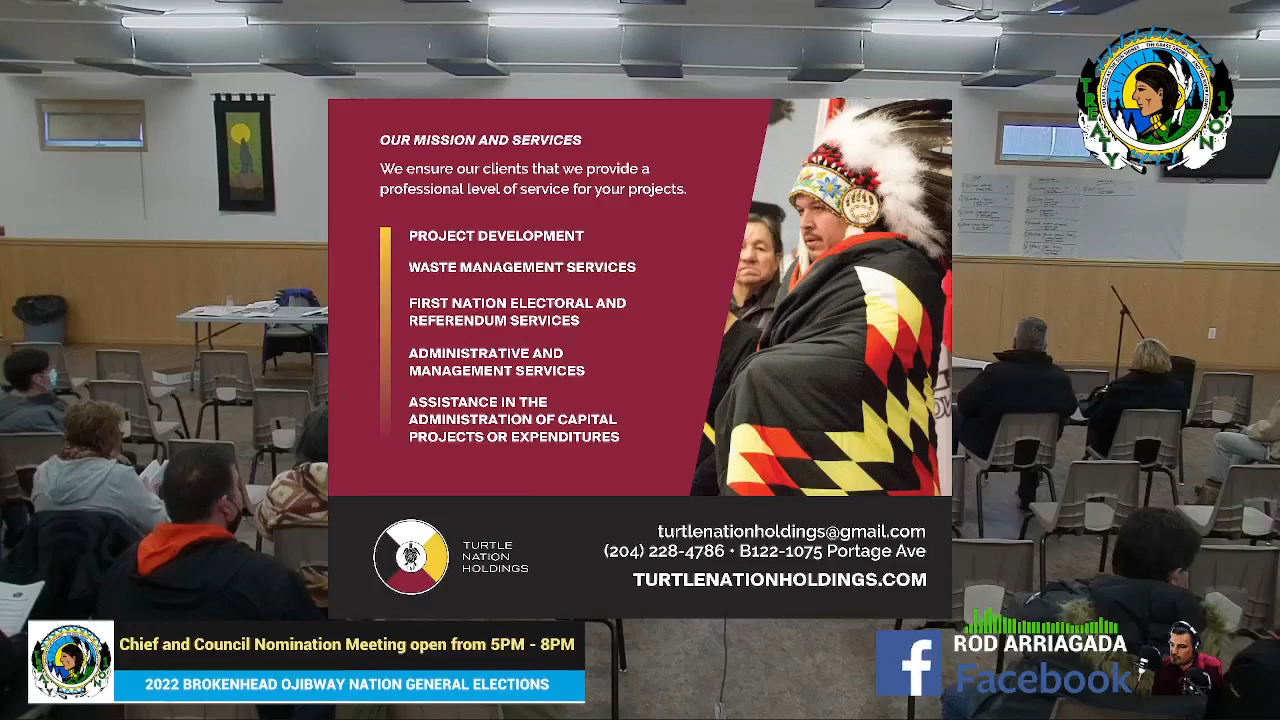 OUR MISSION AND SERVICES
We ensure our clients that we provide a
professional level of service for your projects.
PROJECT DEVELOPMENT
WASTE MANAGEMENT SERVICES
FIRST NATION ELECTORAL AND
REFERENDUM SERVICES
ADMINISTRATIVE AND
MANAGEMENT SERVICES
ASSISTANCE IN THE
ADMINISTRATION OF CAPITAL
PROJECTS OR EXPENDITURES
TURTLE
NATION
HOLDINGS
turtlenationholdings@gmail.com
(204) 228-4786 • B122-1075 Portage Ave
TURTLENATIONHOLDINGS.COM
TREATY
NO 1
Chief and Council Nomination Meeting open from 5PM - 8PM
2022 BROKENHEAD OJIBWAY NATION GENERAL ELECTIONS
f
ROD ARRIAGADA
Facebook